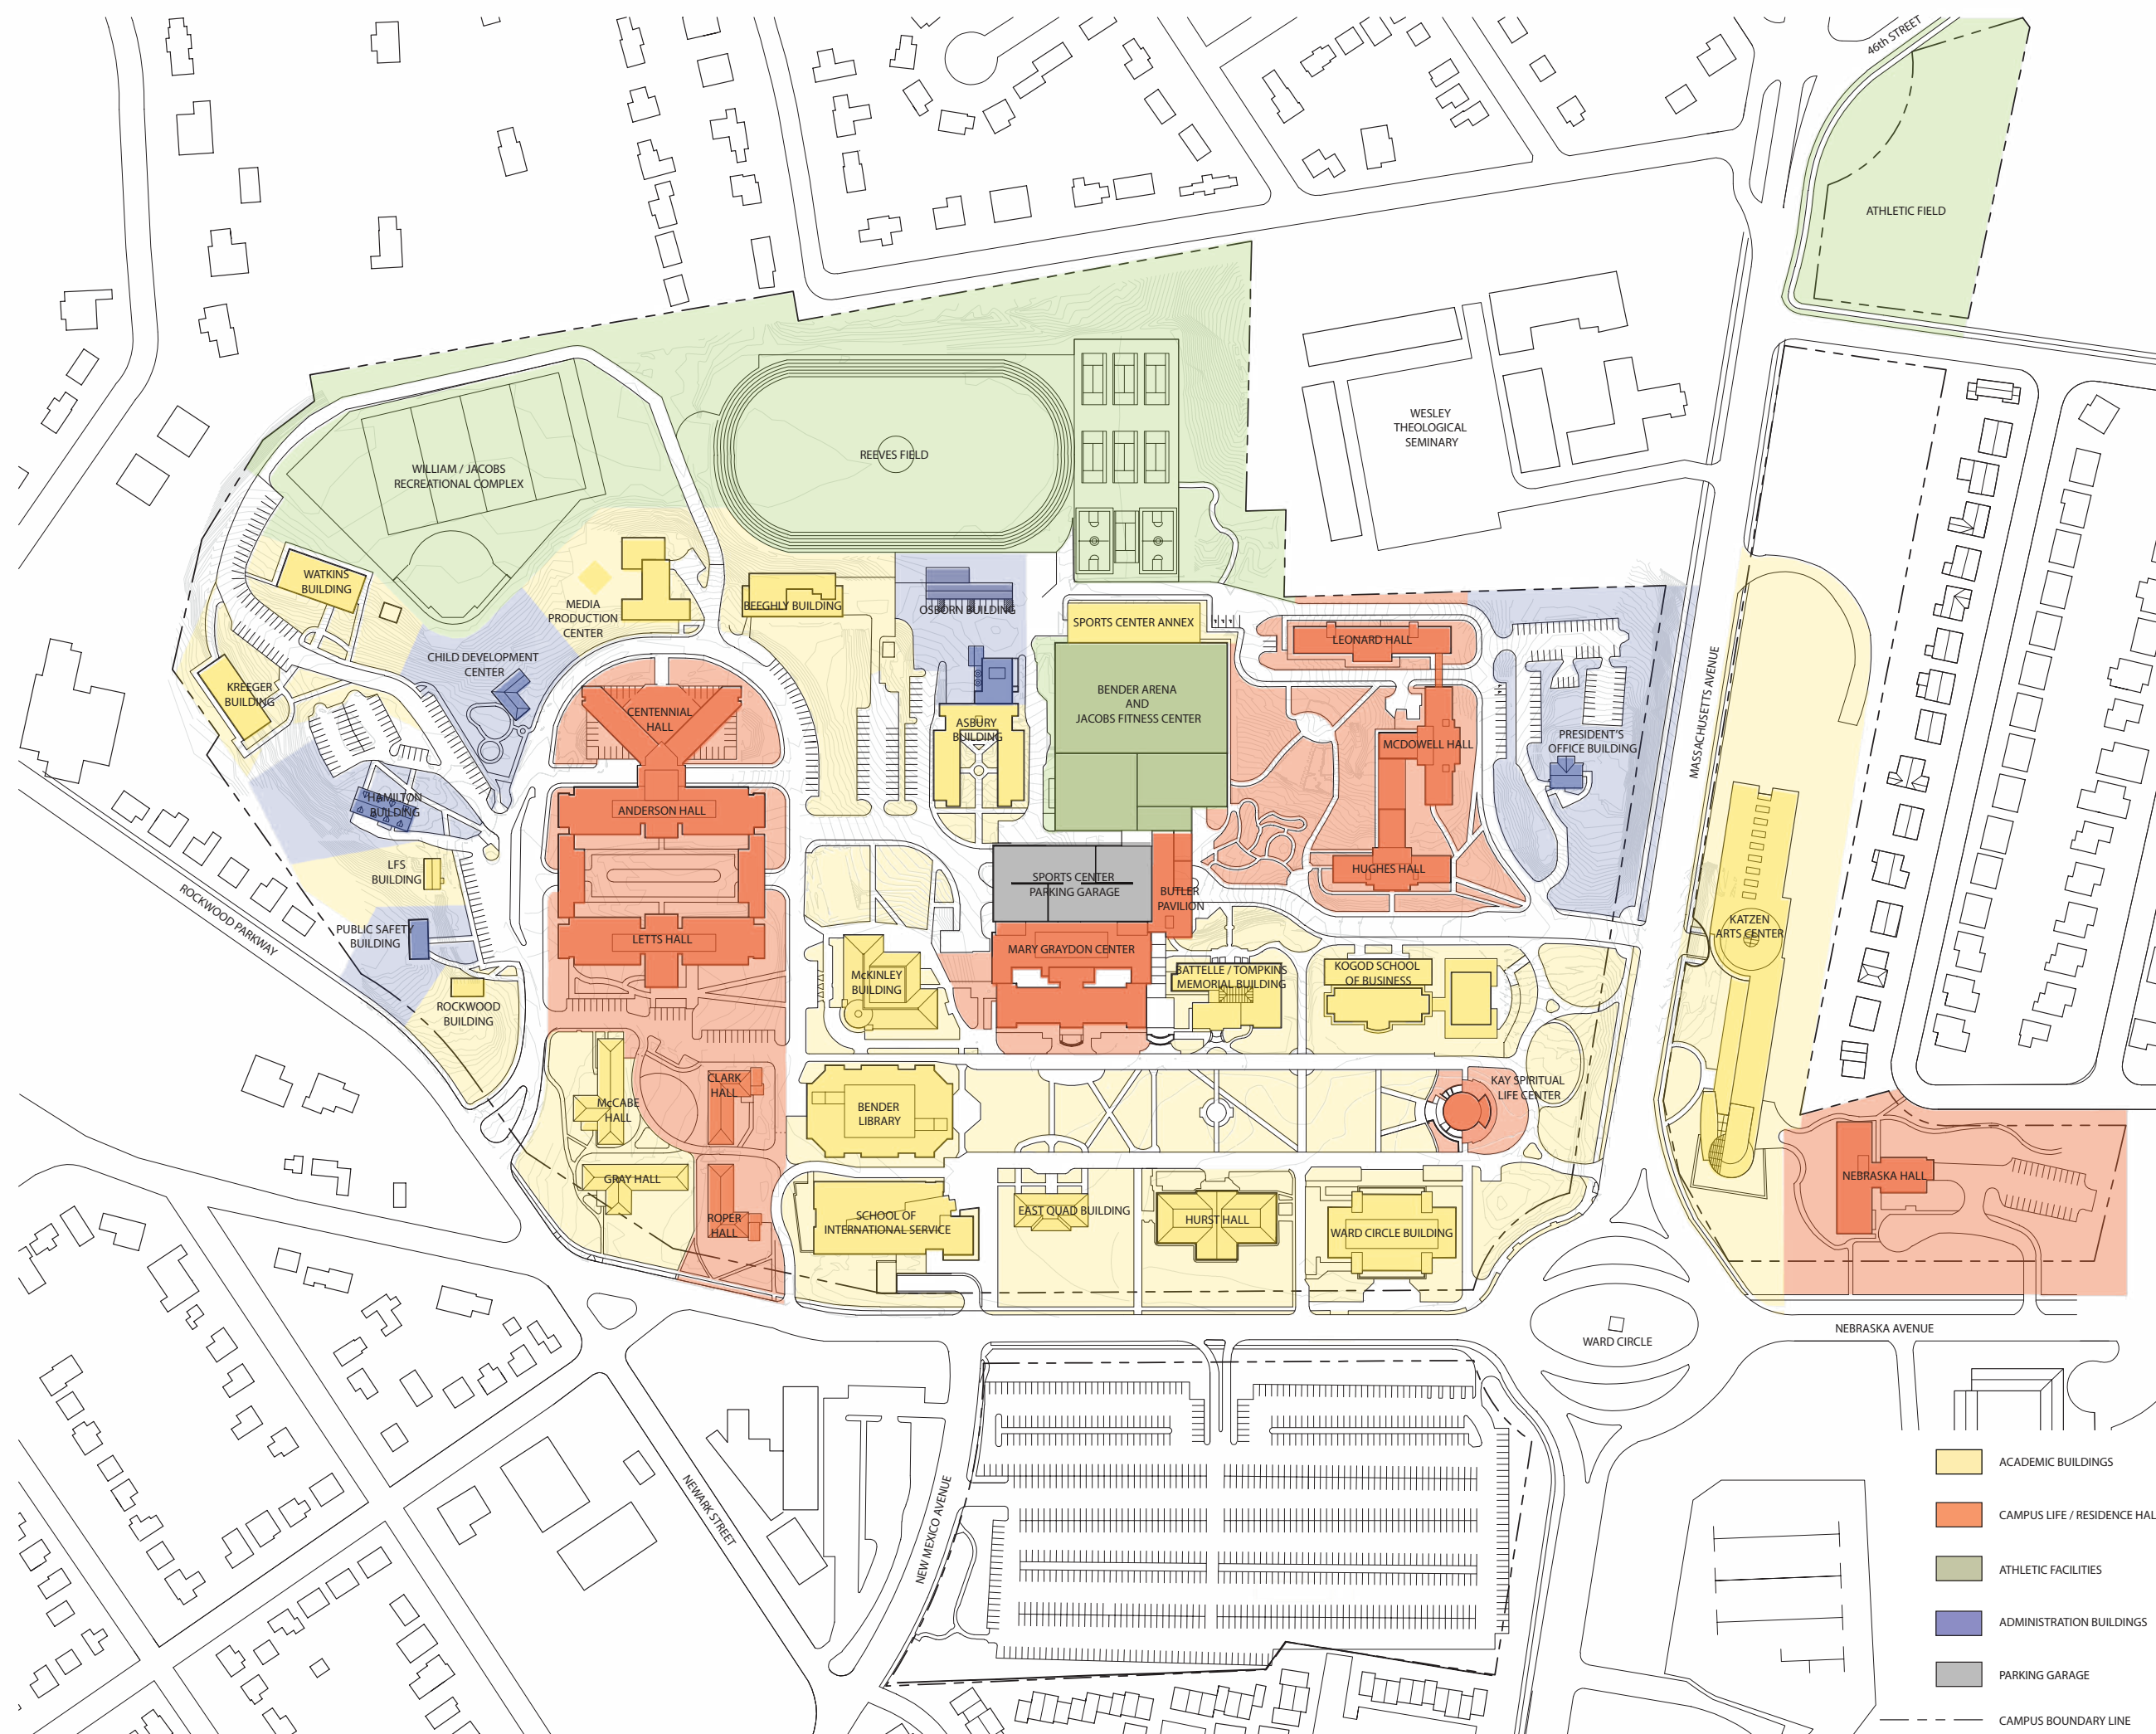 46th STREET
ATHLETIC FIELD
WESLEY
THEOLOGICAL
SEMINARY
REEVES FIELD
WILLIAM / JACOBS
RECREATIONAL COMPLEX
WATKINS
BUILDING
MEDIA
PRODUCTION
CENTER
BEEGHLY BUILDING
OSBORN BUILDING
SPORTS CENTER ANNEX
LEONARD HALL
CHILD DEVELOPMENT
CENTER
KREEGER
BUILDING
CENTENNIAL
HALL
ASBURY
BUILDING
BENDER ARENA
AND
JACOBS FITNESS CENTER
MCDOWELL HALL
PRESIDENT'S
OFFICE BUILDING
MASSACHUSETTS AVENUE
HAMILTON
BUILDING
ANDERSON HALL
LFS
BUILDING
SPORTS CENTER
PARKING GARAGE
BUTLER
PAVILION
HUGHES HALL
KATZEN
ARTS CENTER
ROCKWOOD PARKWAY
PUBLIC SAFETY
BUILDING
LETTS HALL
MARY GRAYDON CENTER
McKINLEY
BUILDING
BATTELLE / TOMPKINS
MEMORIAL BUILDING
KOGOD SCHOOL
OF BUSINESS
ROCKWOOD
BUILDING
CLARK
HALL
McCABE
HALL
BENDER
LIBRARY
KAY SPIRITUAL
LIFE CENTER
GRAY HALL
ROPER
HALL
SCHOOL OF
INTERNATIONAL SERVICE
EAST QUAD BUILDING
HURST HALL
WARD CIRCLE BUILDING
NEBRASKA HALL
WARD CIRCLE
NEBRASKA AVENUE
NEWARK STREET
NEW MEXICO AVENUE
ACADEMIC BUILDINGS
CAMPUS LIFE / RESIDENCE HAL
ATHLETIC FACILITIES
ADMINISTRATION BUILDINGS
PARKING GARAGE
CAMPUS BOUNDARY LINE